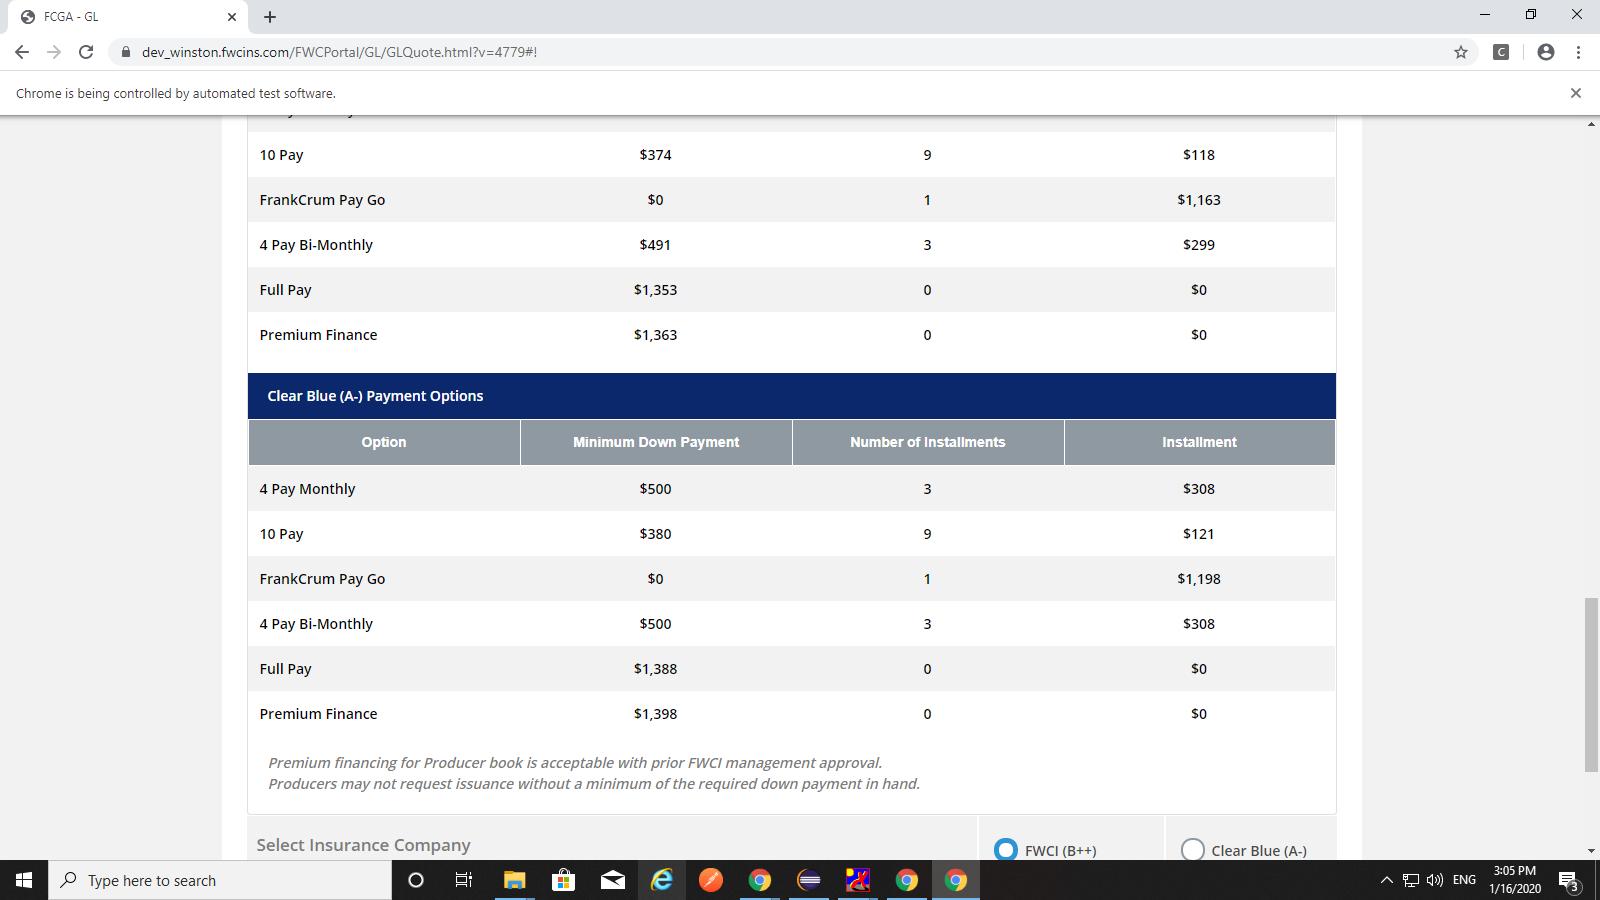 FCGA - GL
dev_winston.fwcins.com/FWCPortal/GL/GLQuote.html?v=4779#!
C
Chrome is being controlled by automated test software.
10 Pay $374 9 $118
FrankCrum Pay Go $0 1 $1,163
4 Pay Bi-Monthly $491 3 $299
Full Pay $1,353 0 $0
Premium Finance $1,363 0 $0
Clear Blue (A-) Payment Options
Option Minimum Down Payment Number of Installments Installment
4 Pay Monthly $500 3 $308
10 Pay $380 9 $121
FrankCrum Pay Go $0 1 $1,198
4 Pay Bi-Monthly $500 3 $308
Full Pay $1,388 0 $0
Premium Finance $1,398 0 $0
Premium financing for Producer book is acceptable with prior FWCI management approval.
Producers may not request issuance without a minimum of the required down payment in hand.
Select Insurance Company FWCI (B++) Clear Blue (A-)
Type here to search
ENG
3:05 PM
1/16/2020
3